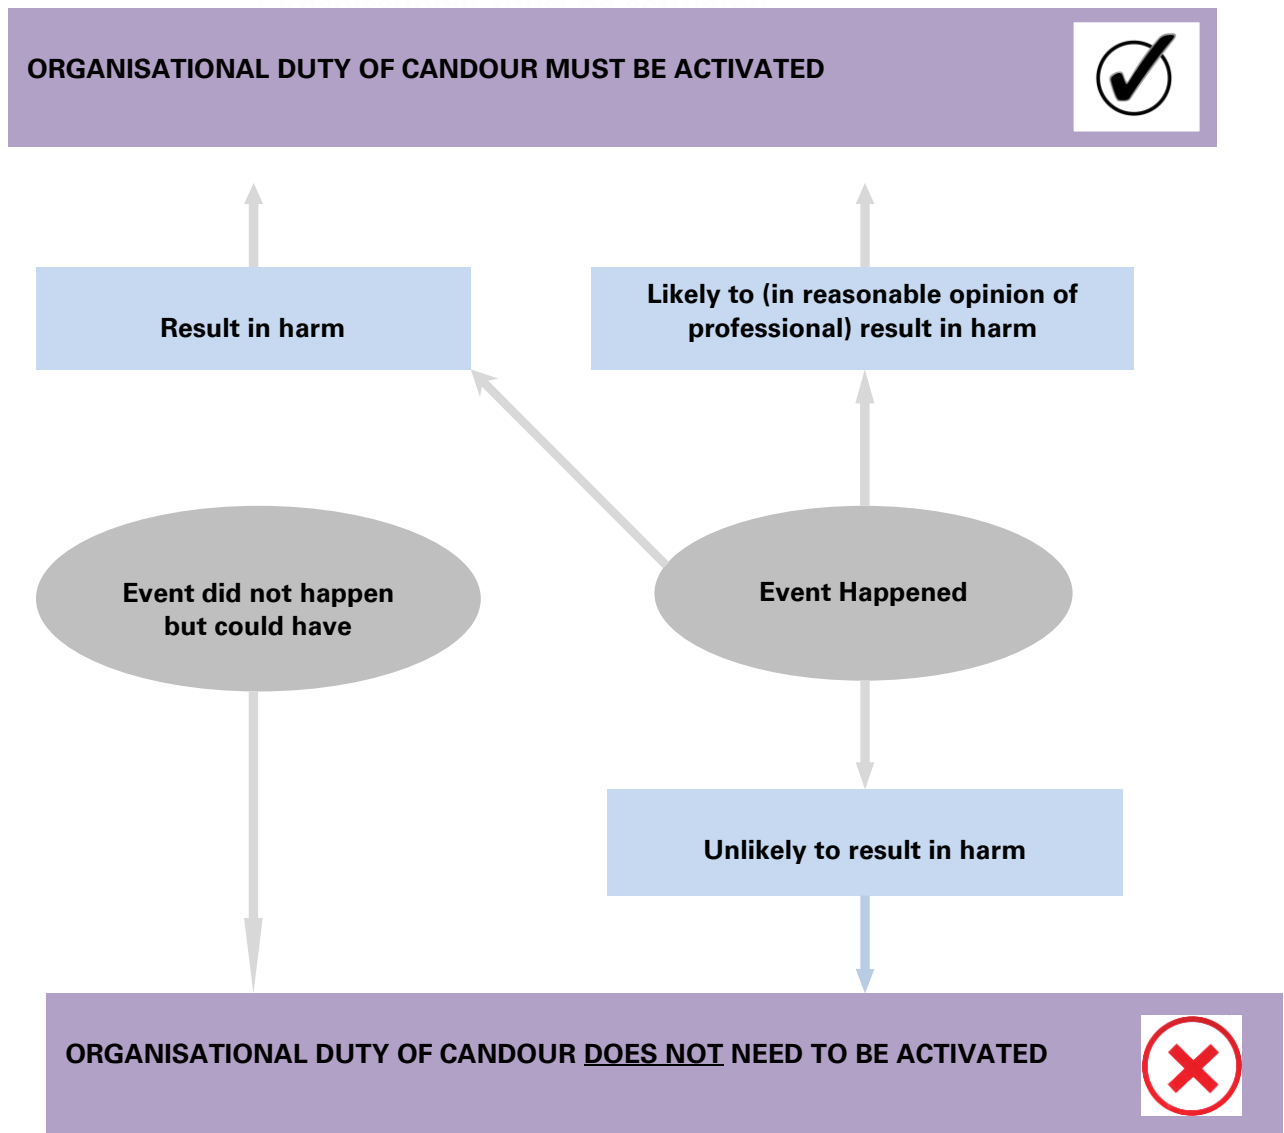 ORGANISATIONAL DUTY OF CANDOUR MUST BE ACTIVATED
Result in harm
Likely to (in reasonable opinion of
professional) result in harm
Event did not happen
but could have
Event Happened
Unlikely to result in harm
ORGANISATIONAL DUTY OF CANDOUR DOES NOT NEED TO BE ACTIVATED